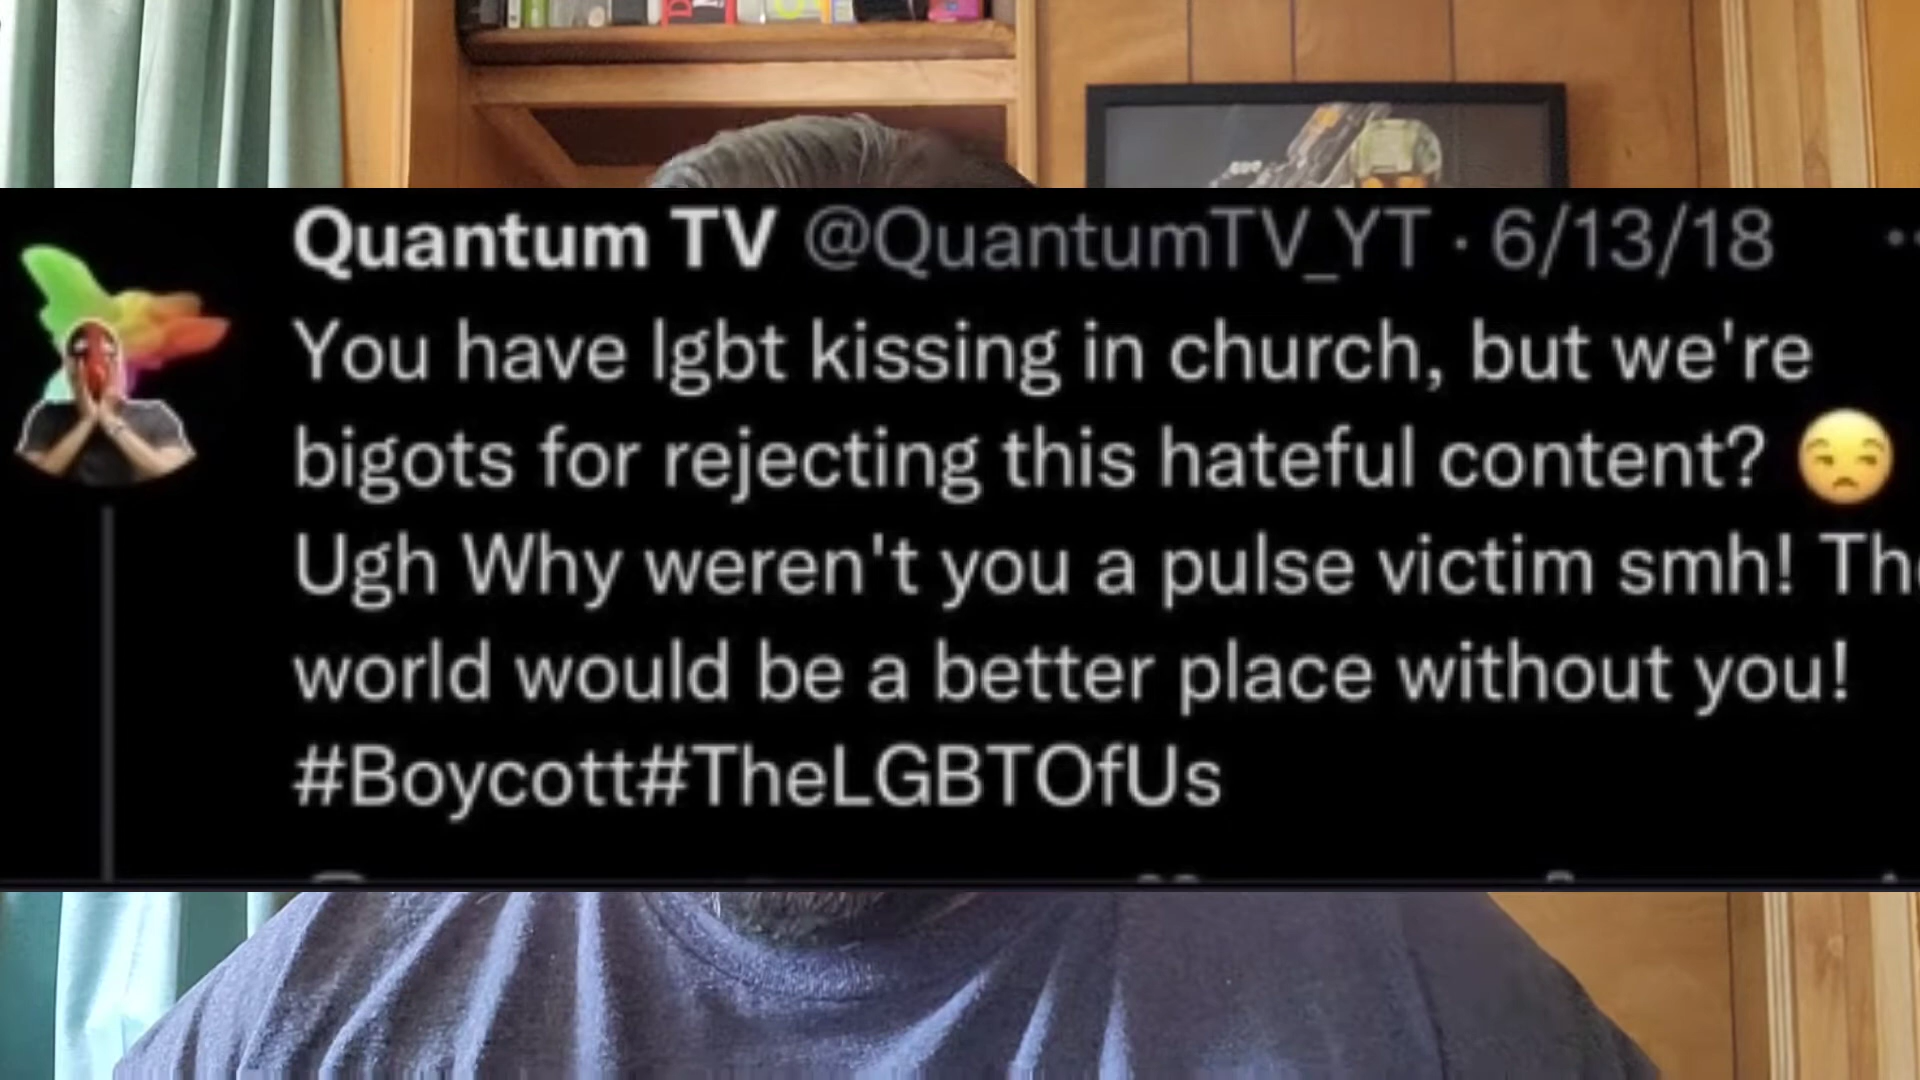 Quantum TV @QuantumTV_YT · 6/13/18
You have lgbt kissing in church, but we're
bigots for rejecting this hateful content? 😒
Ugh Why weren't you a pulse victim smh!
world would be a better place without you!
#Boycott#TheLGBTOfUs